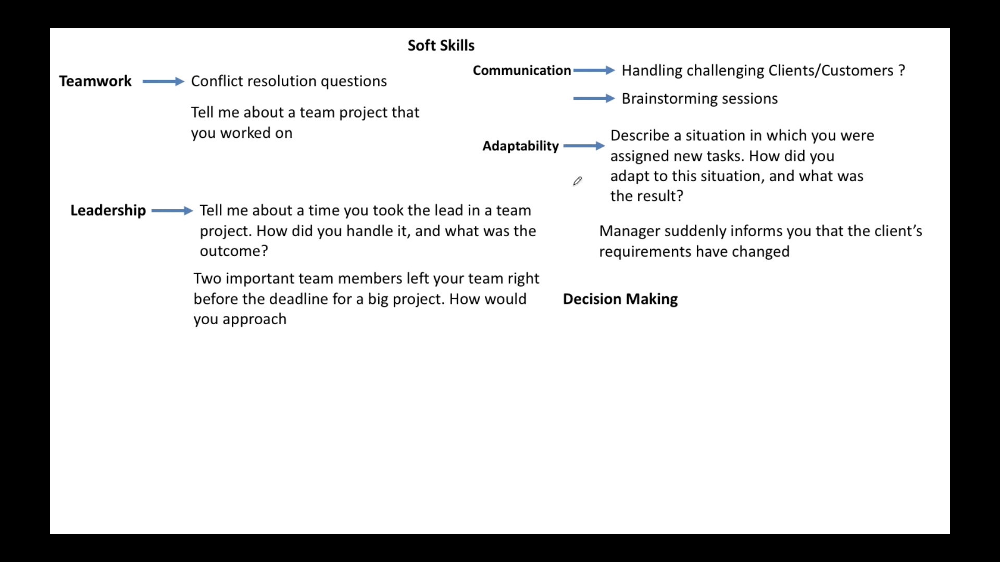 Soft Skills
Teamwork
Conflict resolution questions
Tell me about a team project that
you worked on
Communication
Handling challenging Clients/Customers ?
Brainstorming sessions
Adaptability
Describe a situation in which you were
assigned new tasks. How did you
adapt to this situation, and what was
the result?
Manager suddenly informs you that the client’s
requirements have changed
Leadership
Tell me about a time you took the lead in a team
project. How did you handle it, and what was the
outcome?
Two important team members left your team right
before the deadline for a big project. How would
you approach
Decision Making